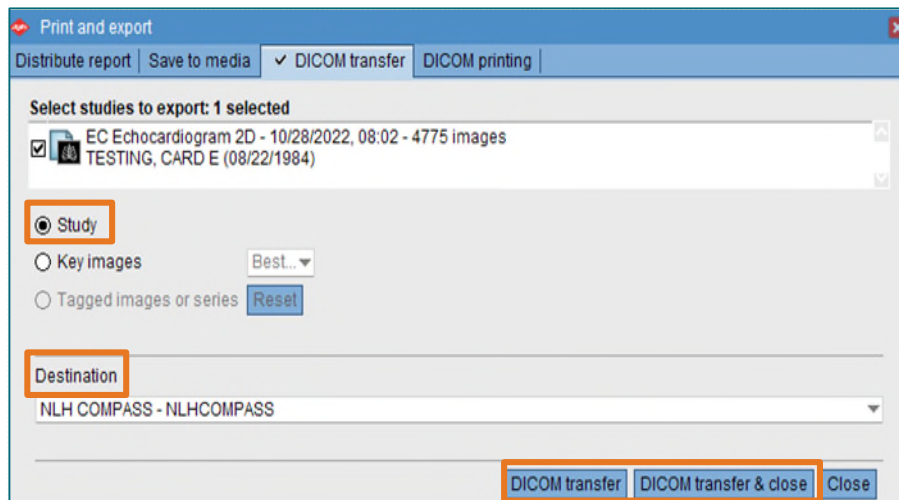 Print and export
Distribute report Save to media DICOM transfer DICOM printing
Select studies to export: 1 selected
EC Echocardiogram 2D - 10/28/2022, 08:02 - 4775 images
TESTING, CARD E (08/22/1984)
Study
Key images Best...
Tagged images or series Reset
Destination
NLH COMPASS - NLHCOMPASS
DICOM transfer DICOM transfer & close Close